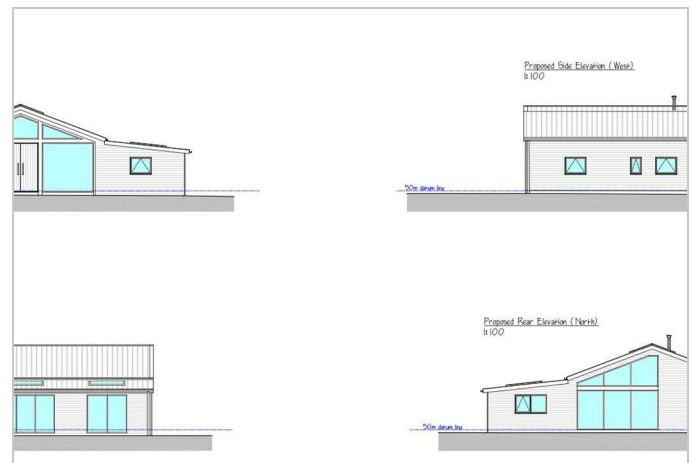 Proposed Side Elevation ( West)
1:100
50m datum line
Proposed Rear Elevation ( North)
1:100
50m datum line